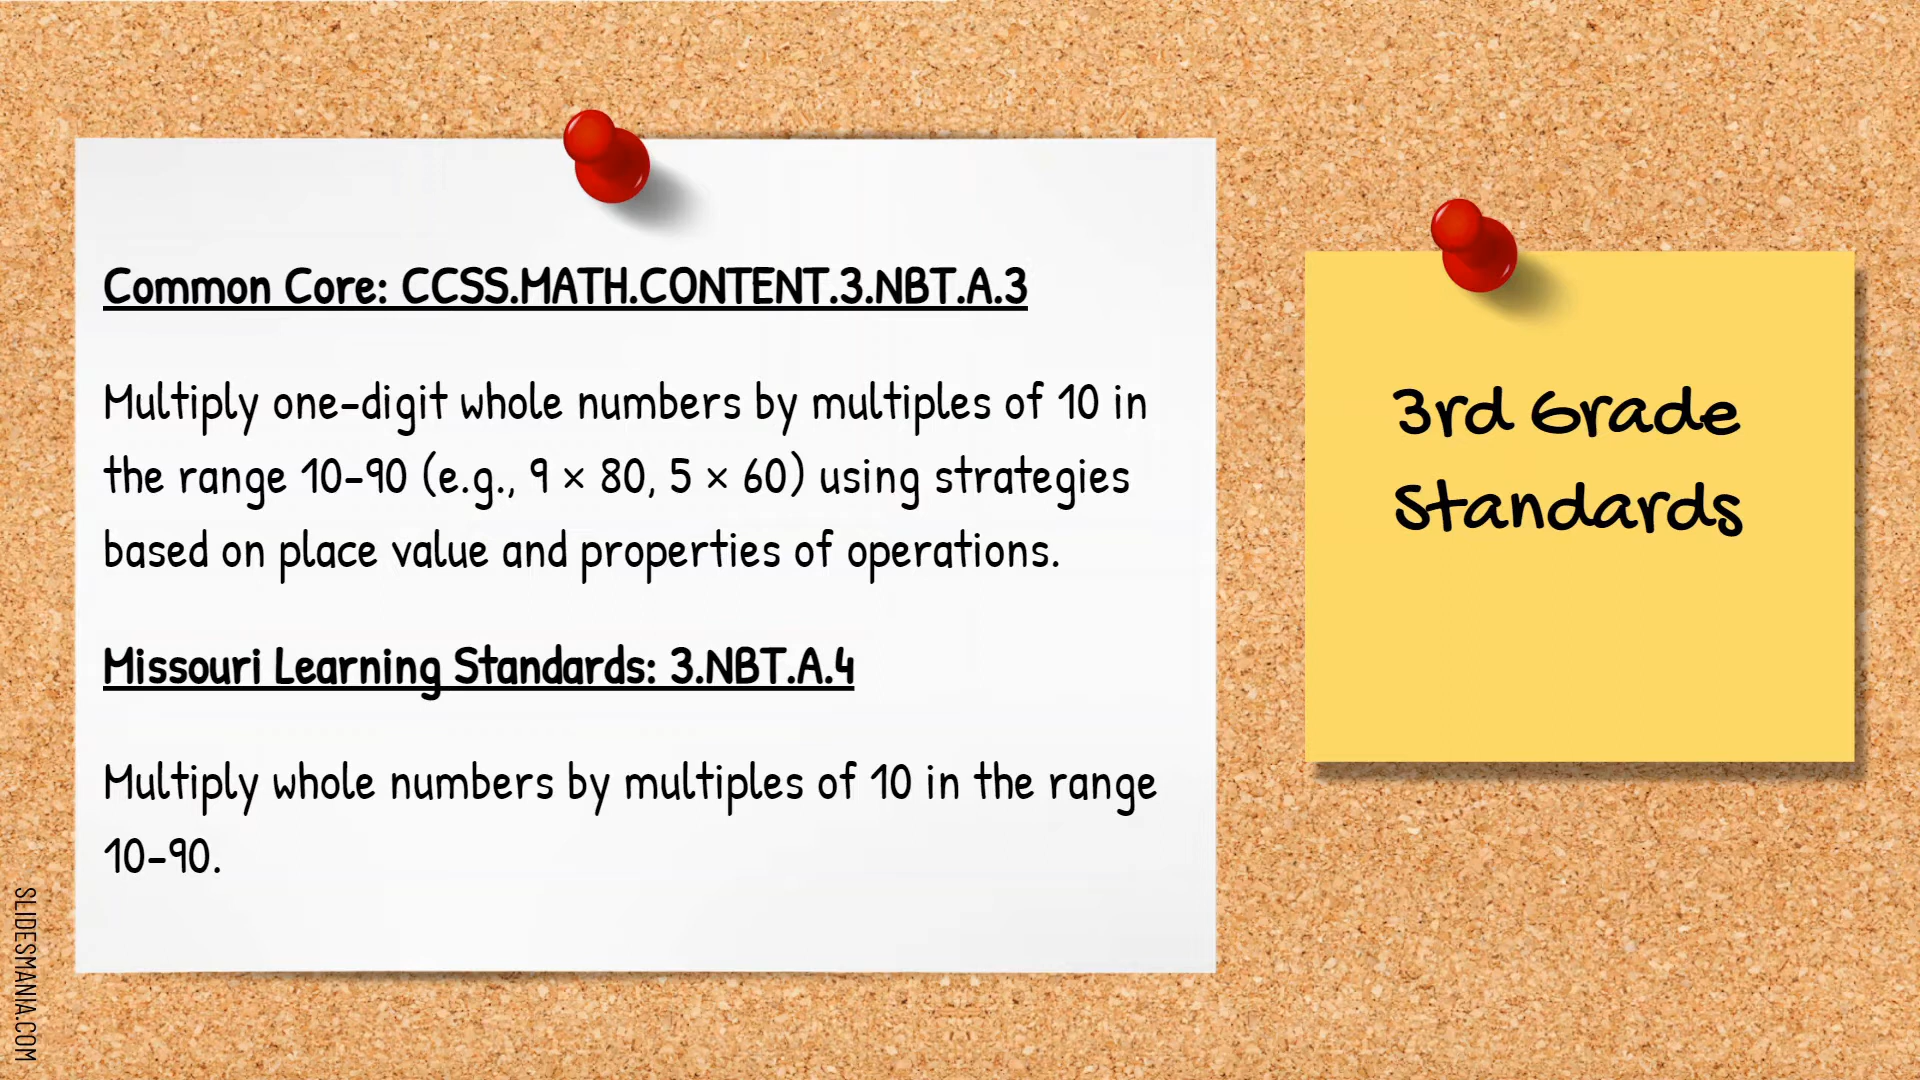 Common Core: CCSS.MATH.CONTENT.3.NBT.A.3
Multiply one-digit whole numbers by multiples of 10 in
the range 10-90 (e.g., 9 × 80, 5 × 60) using strategies
based on place value and properties of operations.
Missouri Learning Standards: 3.NBT.A.4
Multiply whole numbers by multiples of 10 in the range
10-90.
3rd Grade
Standards
SLIDESMANIA.COM